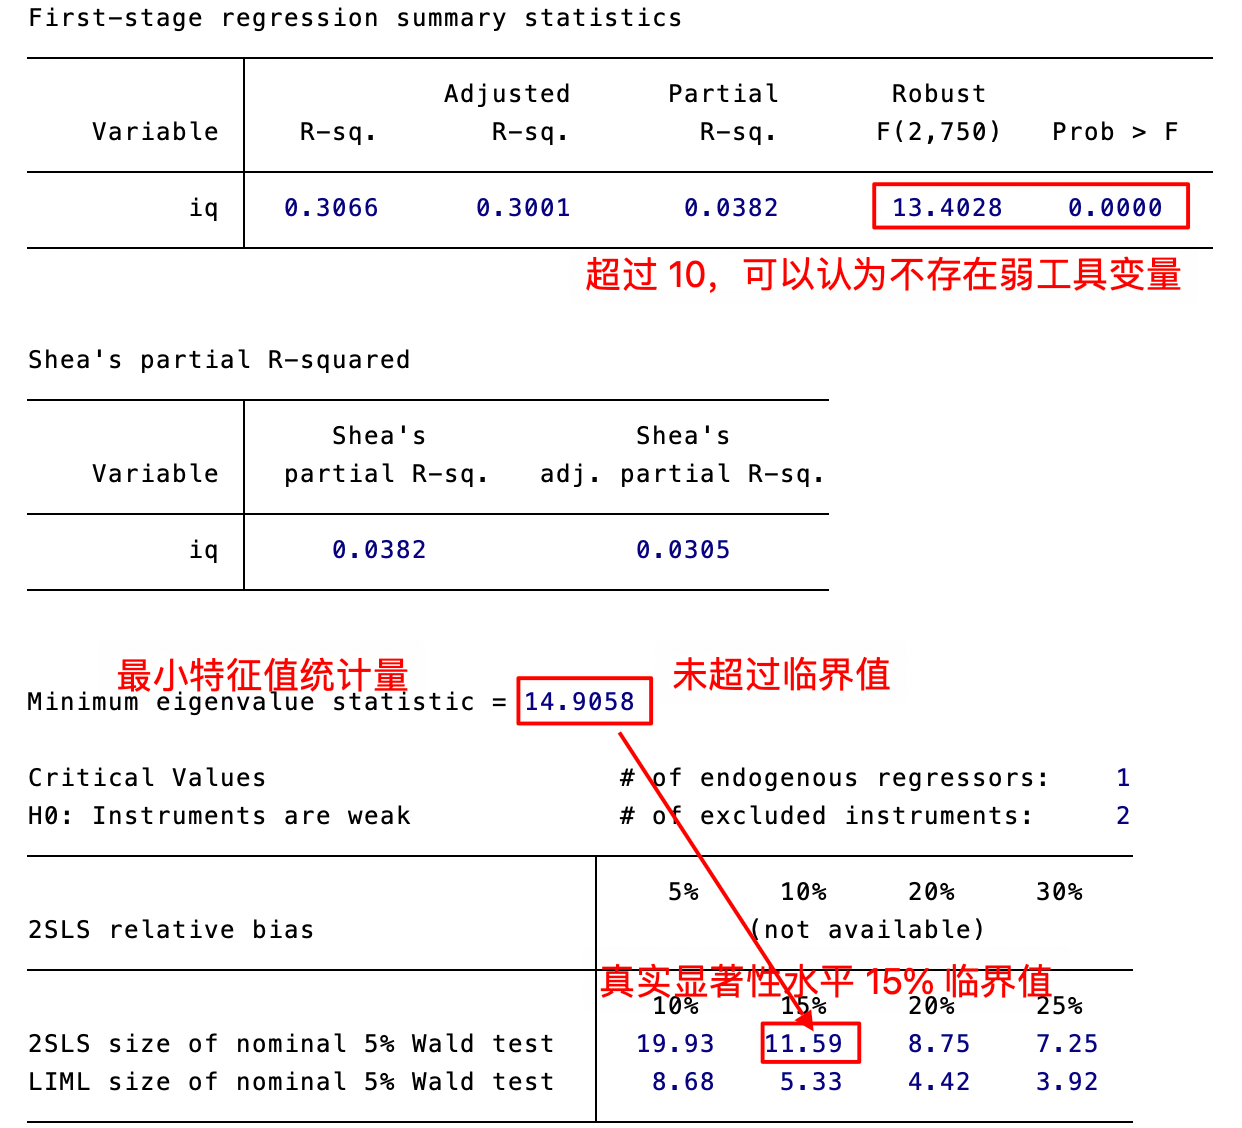 First-stage regression summary statistics
Adjusted Partial Robust
Variable R-sq. R-sq. R-sq. F(2,750) Prob > F
iq 0.3066 0.3001 0.0382 13.4028 0.0000
超过 10，可以认为不存在弱工具变量
Shea's partial R-squared
Shea's Shea's
Variable partial R-sq. adj. partial R-sq.
iq 0.0382 0.0305
最小特征值统计量 未超过临界值
Minimum eigenvalue statistic = 14.9058
Critical Values # of endogenous regressors: 1
H0: Instruments are weak # of excluded instruments: 2
5% 10% 20% 30%
2SLS relative bias (not available)
真实显著性水平 15% 临界值
10% 15% 20% 25%
2SLS size of nominal 5% Wald test 19.93 11.59 8.75 7.25
LIML size of nominal 5% Wald test 8.68 5.33 4.42 3.92